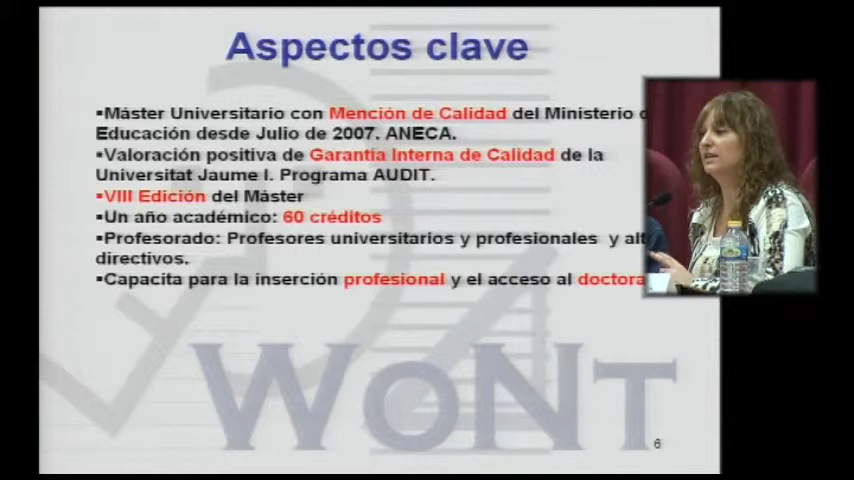 Aspectos clave
▪Máster Universitario con Mención de Calidad del Ministerio
Educación desde Julio de 2007. ANECA.
▪Valoración positiva de Garantía Interna de Calidad de la
Universitat Jaume I. Programa AUDIT.
▪VIII Edición del Máster
▪Un año académico: 60 créditos
▪Profesorado: Profesores universitarios y profesionales y
directivos.
▪Capacita para la inserción profesional y el acceso al
WONT
6